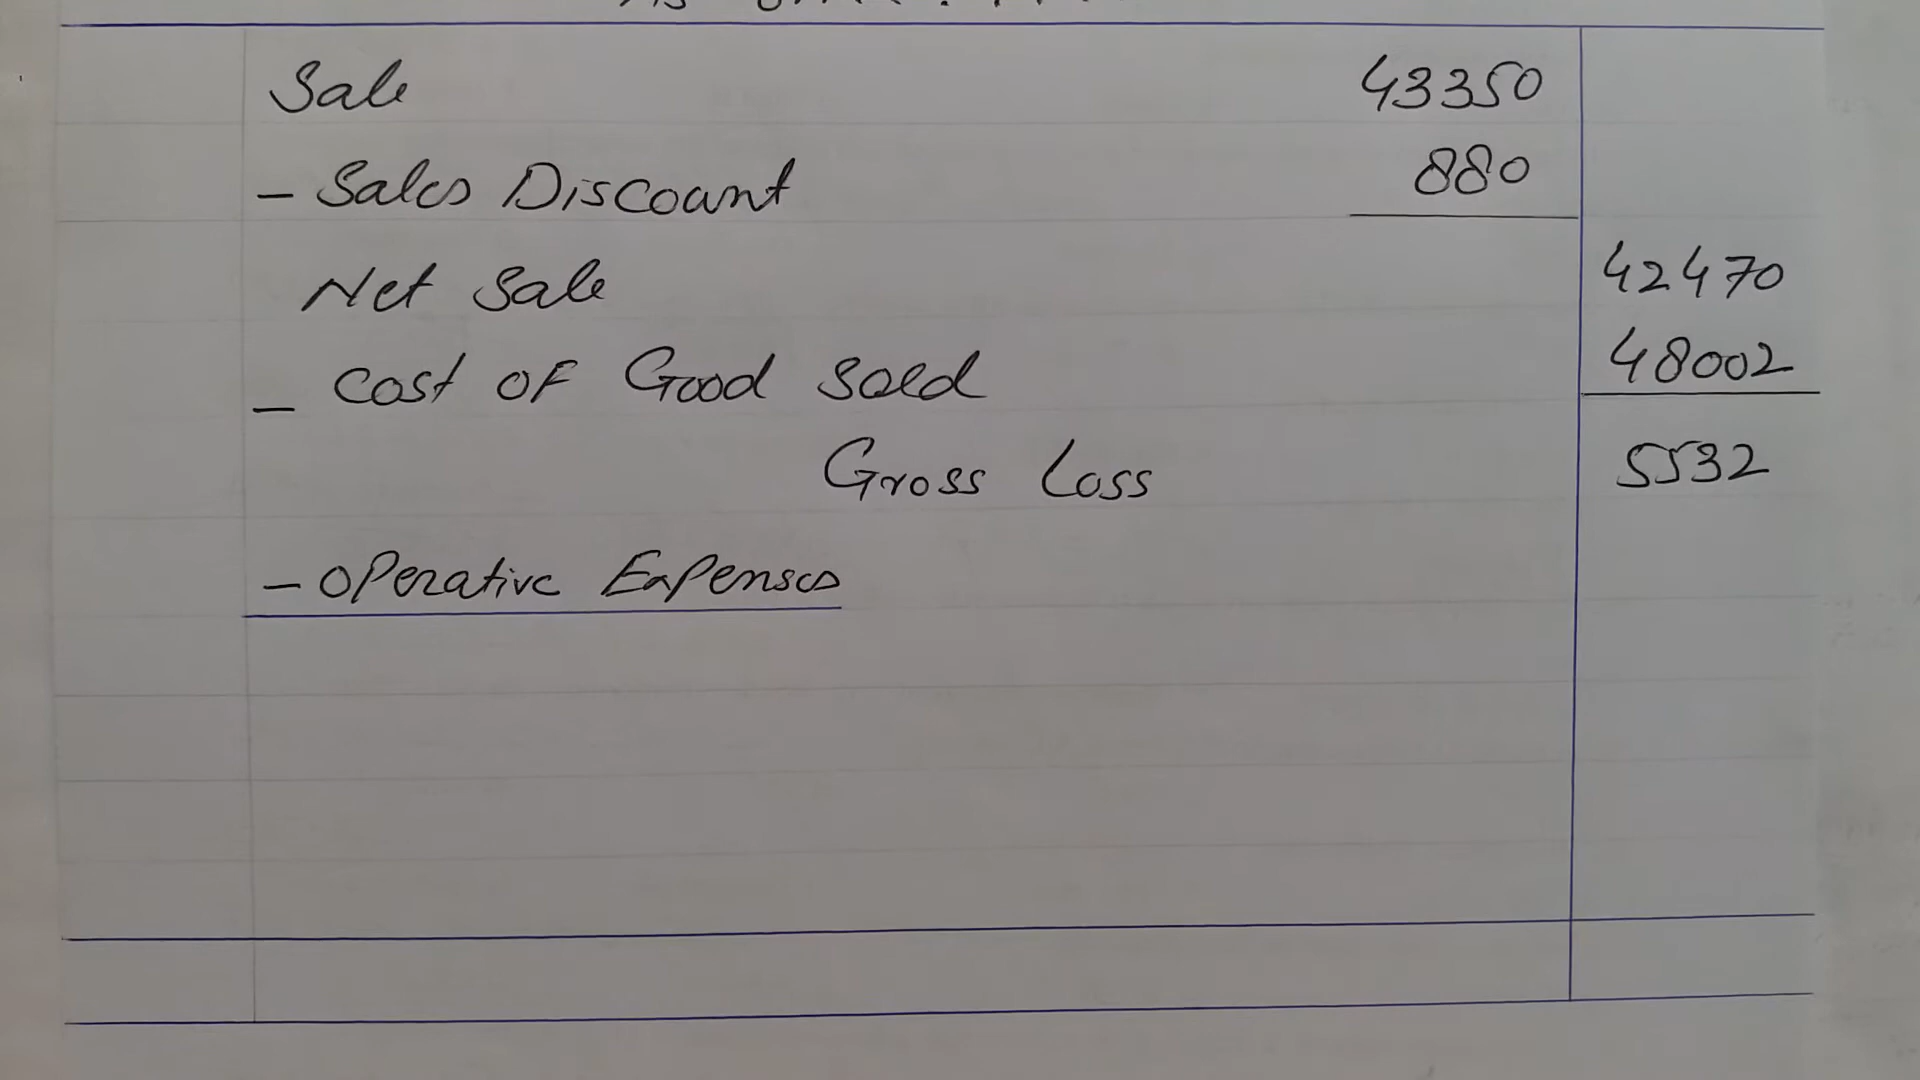 Sale 43350
- Sales Discount 880
Net Sale 42470
- Cost of Good Sold 48002
Gross Loss 5532
- Operative Expenses